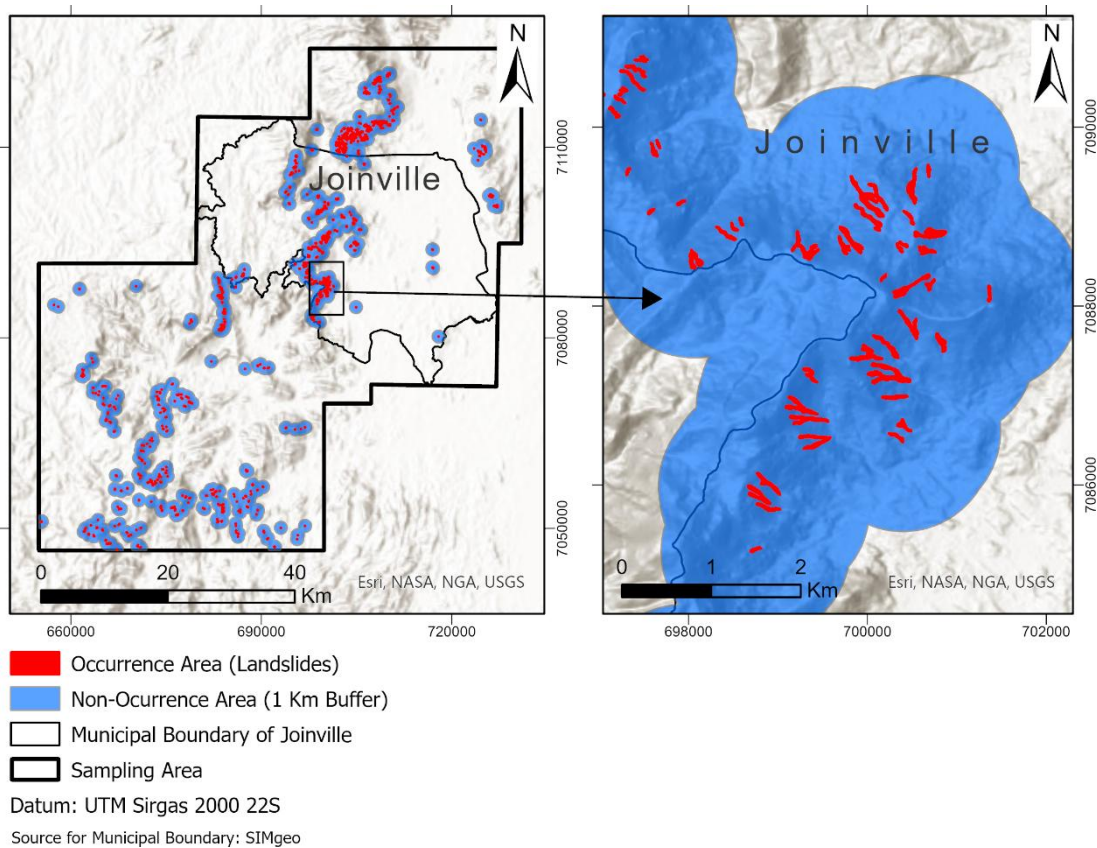 N
Joinville
7110000
7080000
7050000
0 20 40
Km
Esri, NASA, NGA, USGS
660000 690000 720000
N
Joinville
7090000
7088000
7086000
0 1 2
Km
Esri, NASA, NGA, USGS
698000 700000 702000
Occurrence Area (Landslides)
Non-Ocurrence Area (1 Km Buffer)
Municipal Boundary of Joinville
Sampling Area
Datum: UTM Sirgas 2000 22S
Source for Municipal Boundary: SIMgeo